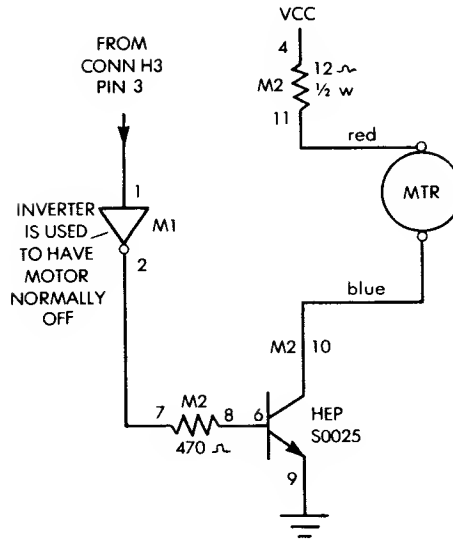 VCC
4
FROM
CONN H3
PIN 3
M2
12 Ω
½ w
11
red
1
M1
MTR
INVERTER
IS USED
TO HAVE
MOTOR
NORMALLY
OFF
2
blue
M2
10
M2
7
8
6
470 Ω
HEP
S0025
9